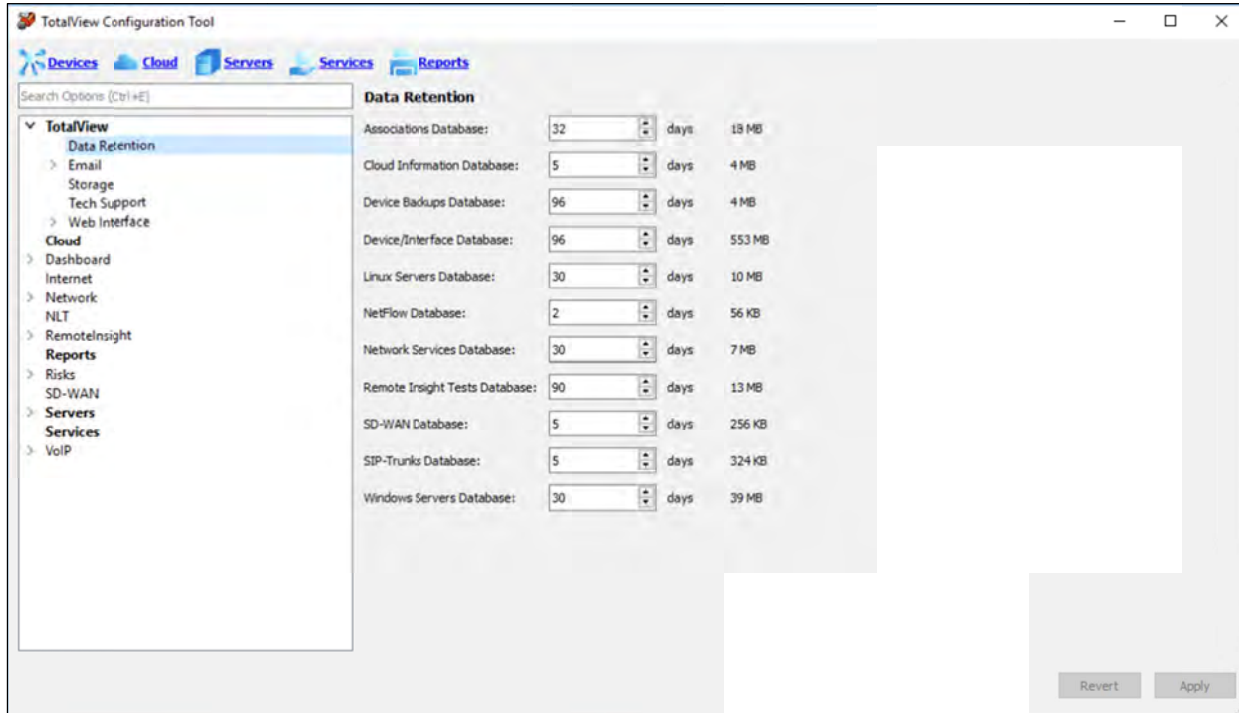 TotalView Configuration Tool
Devices Cloud Servers Services Reports
Search Options (Ctrl+E)
TotalView
Data Retention
Email
Storage
Tech Support
Web Interface
Cloud
Dashboard
Internet
Network
NLT
RemoteInsight
Reports
Risks
SD-WAN
Servers
Services
VoIP
Data Retention
Associations Database: 32 days MB
Cloud Information Database: 5 days 4 MB
Device Backups Database: 96 days 4 MB
Device/Interface Database: 96 days 553 MB
Linux Servers Database: 30 days 10 MB
NetFlow Database: 2 days 56 KB
Network Services Database: 30 days 7 MB
Remote Insight Tests Database: 90 days 13 MB
SD-WAN Database: 5 days 256 KB
SIP-Trunks Database: 5 days 324 KB
Windows Servers Database: 30 days 39 MB
Revert Apply